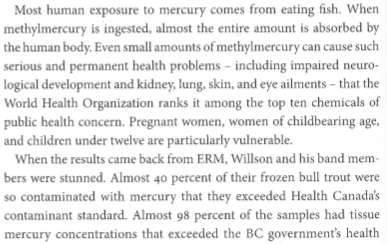 Most human exposure to mercury comes from eating fish. When
methylmercury is ingested, almost the entire amount is absorbed by
the human body. Even small amounts of methylmercury can cause such
serious and permanent health problems – including impaired neuro-
logical development and kidney, lung, skin, and eye ailments – that the
World Health Organization ranks it among the top ten chemicals of
public health concern. Pregnant women, women of childbearing age,
and children under twelve are particularly vulnerable.
When the results came back from ERM, Willson and his band mem-
bers were stunned. Almost 40 percent of their frozen bull trout were
so contaminated with mercury that they exceeded Health Canada's
contaminant standard. Almost 98 percent of the samples had tissue
mercury concentrations that exceeded the BC government's health